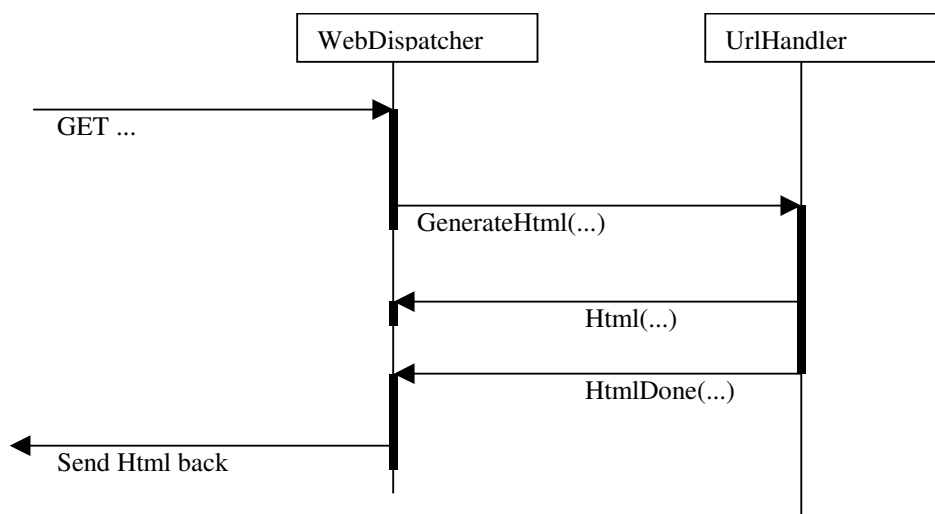 WebDispatcher
UrlHandler
GET ...
GenerateHtml(...)
Html(...)
HtmlDone(...)
Send Html back